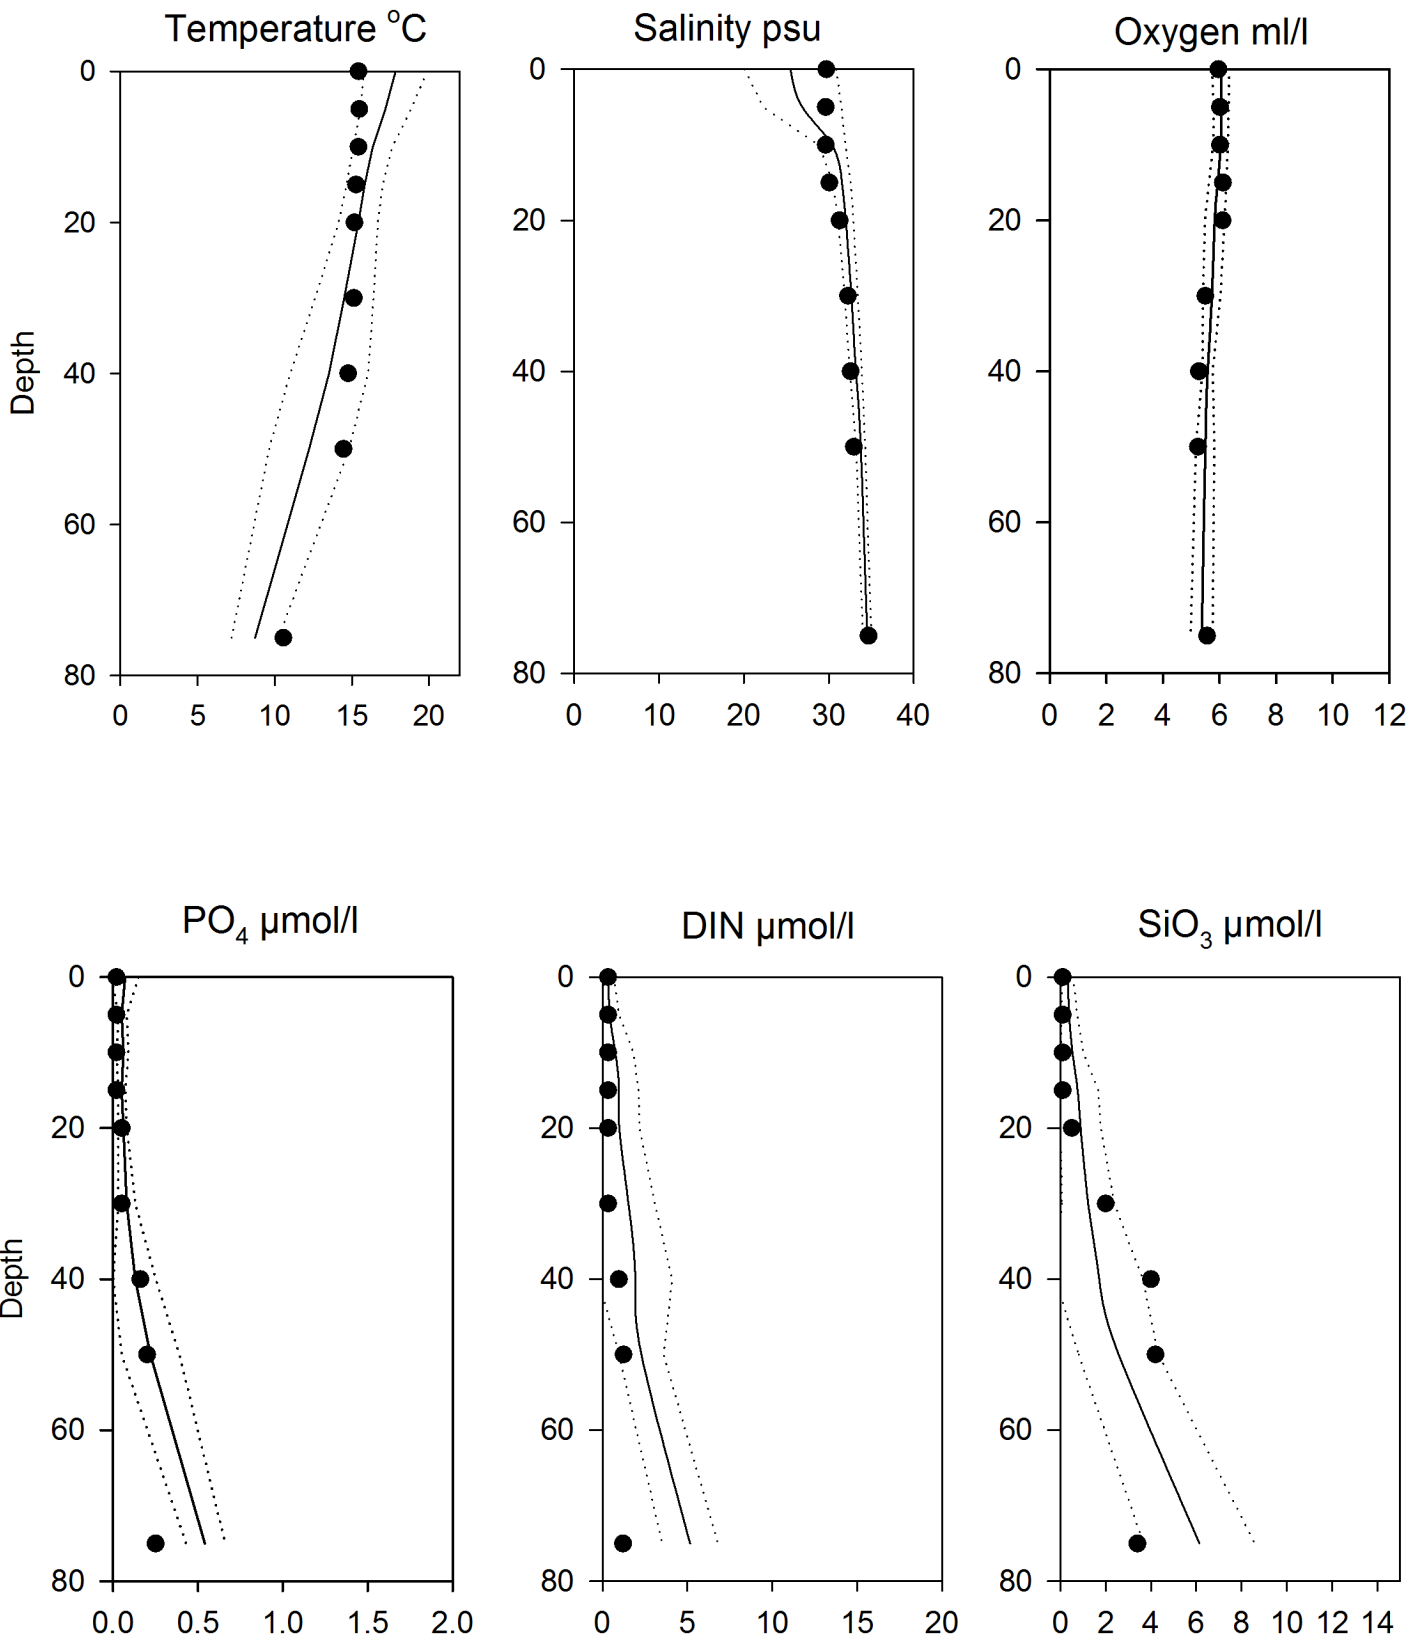 Temperature °C
Salinity psu
Oxygen ml/l
0
20
40
60
80
Depth
0 5 10 15 20
0
20
40
60
80
0 10 20 30 40
0
20
40
60
80
0 2 4 6 8 10 12
PO4 µmol/l
DIN µmol/l
SiO3 µmol/l
0
20
40
60
80
Depth
0.0 0.5 1.0 1.5 2.0
0
20
40
60
80
0 5 10 15 20
0
20
40
60
80
0 2 4 6 8 10 12 14